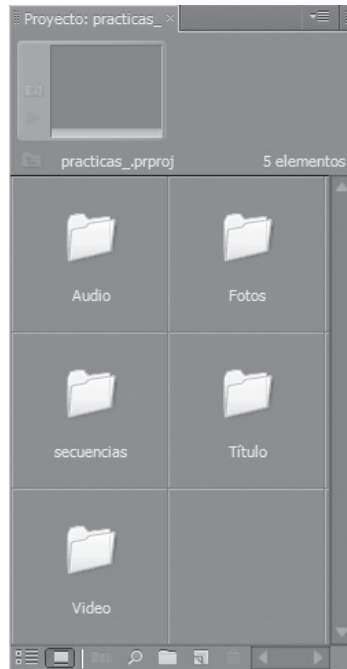 Proyecto: practicas_
practicas_.prproj 5 elementos
Audio Fotos
secuencias Título
Video